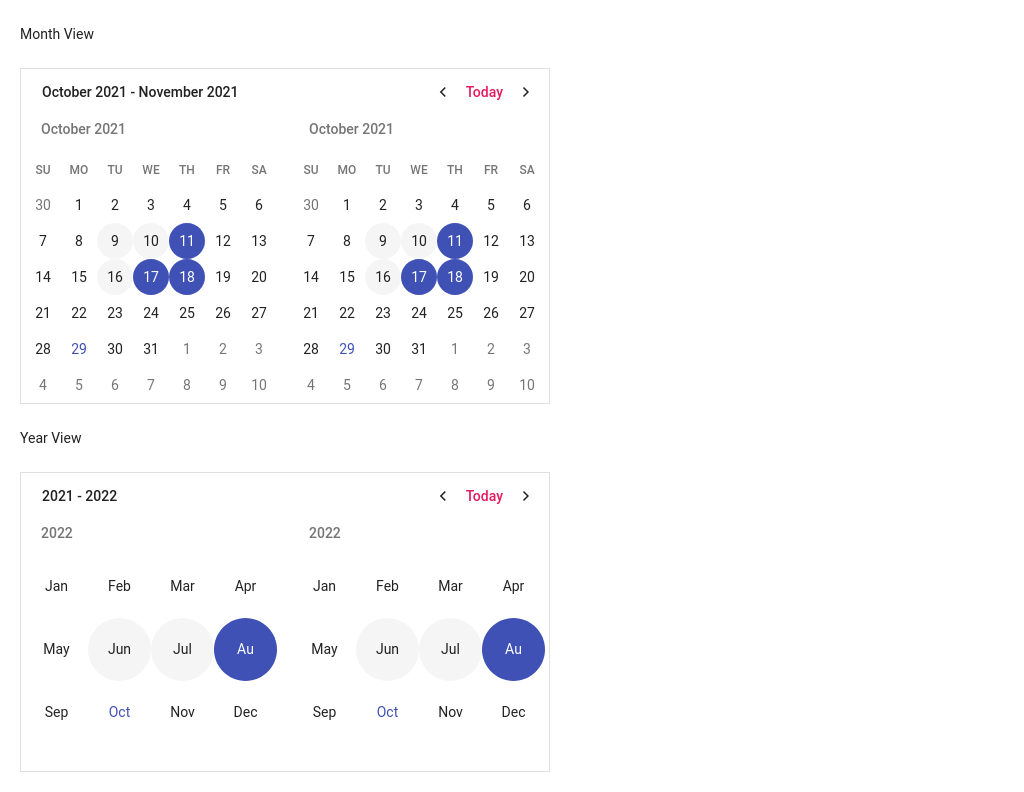 Month View
October 2021 - November 2021 Today
October 2021 October 2021
SU MO TU WE TH FR SA SU MO TU WE TH FR SA
30 1 2 3 4 5 6 30 1 2 3 4 5 6
7 8 9 10 11 12 13 7 8 9 10 11 12 13
14 15 16 17 18 19 20 14 15 16 17 18 19 20
21 22 23 24 25 26 27 21 22 23 24 25 26 27
28 29 30 31 1 2 3 28 29 30 31 1 2 3
4 5 6 7 8 9 10 4 5 6 7 8 9 10
Year View
2021 - 2022 Today
2022 2022
Jan Feb Mar Apr Jan Feb Mar Apr
May Jun Jul Au May Jun Jul Au
Sep Oct Nov Dec Sep Oct Nov Dec